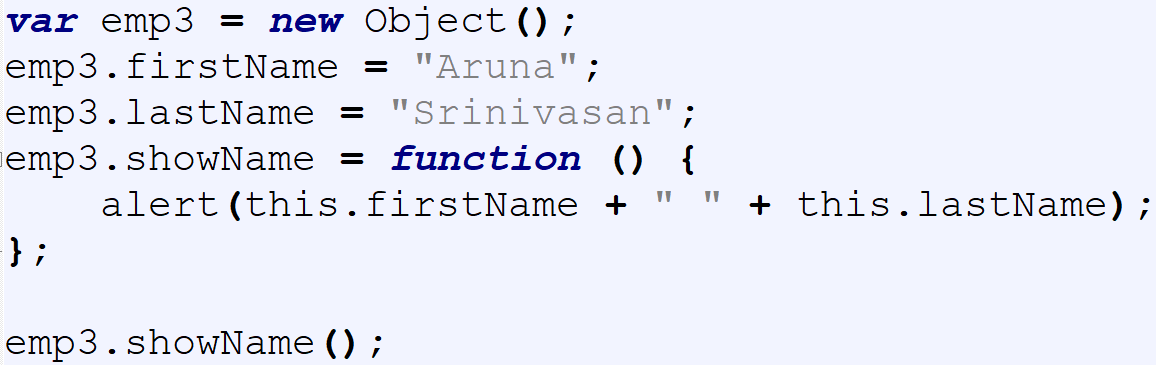 var emp3 = new Object();
emp3.firstName = "Aruna";
emp3.lastName = "Srinivasan";
emp3.showName = function () {
    alert(this.firstName + " " + this.lastName);
};

emp3.showName();